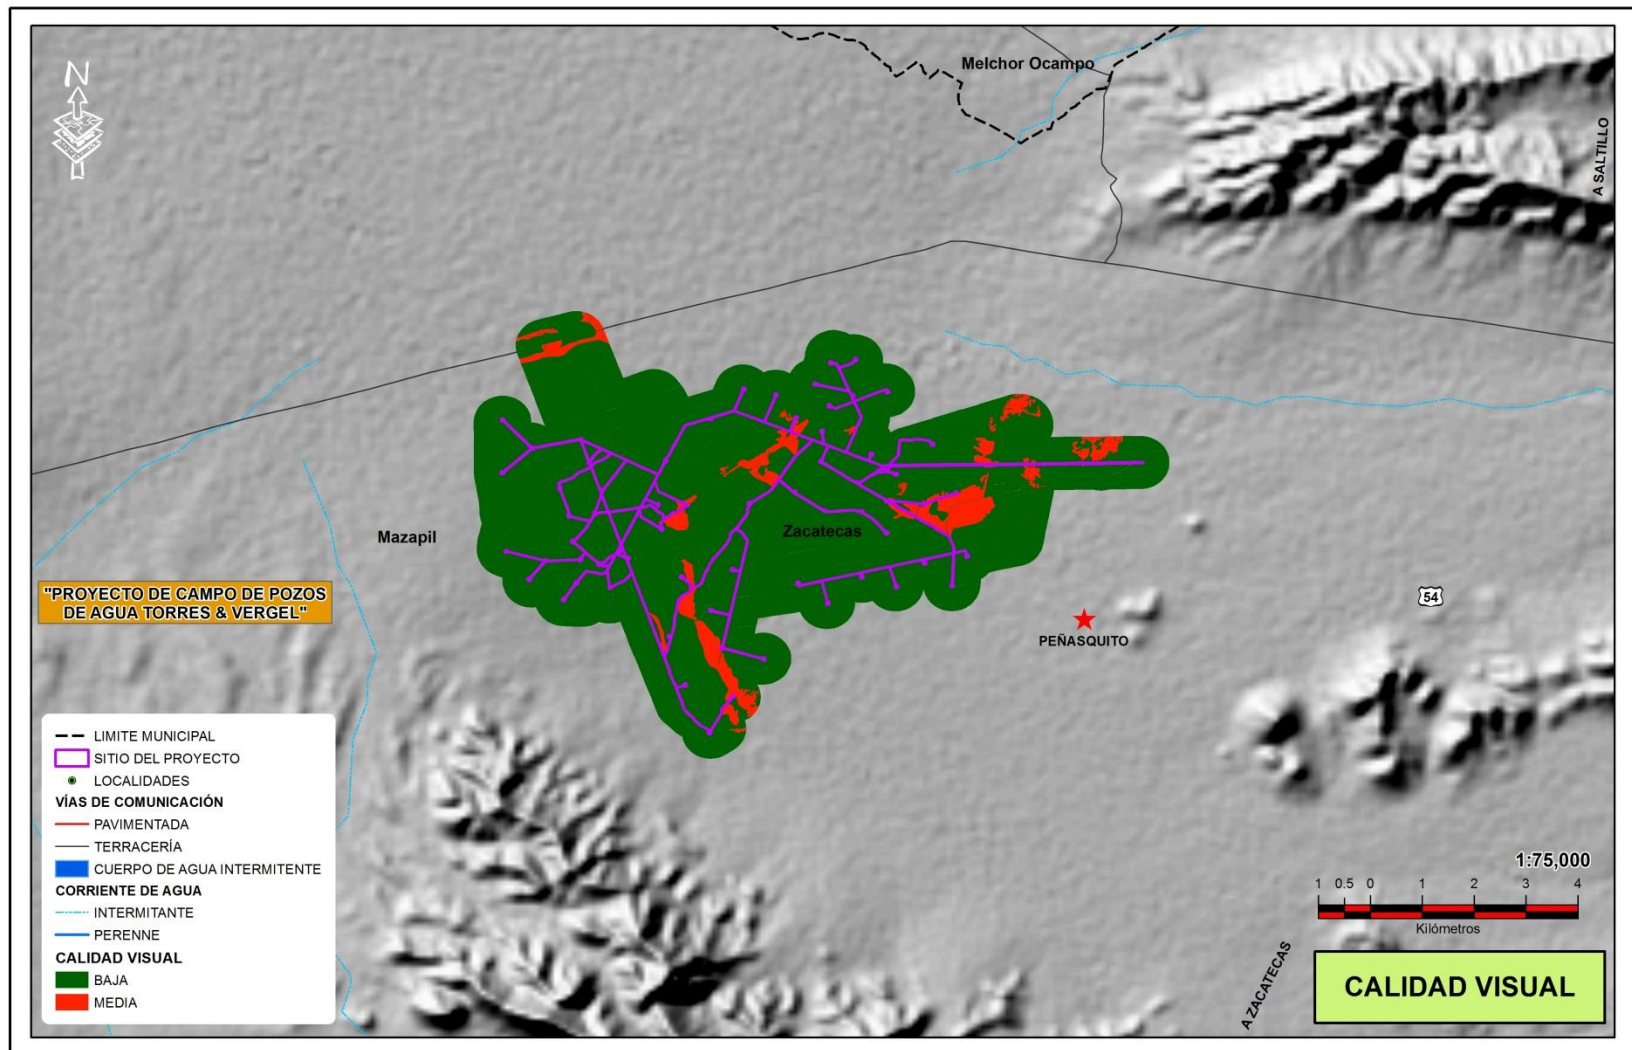 N
Melchor Ocampo
A SALTILLO
Mazapil
Zacatecas
"PROYECTO DE CAMPO DE POZOS
DE AGUA TORRES & VERGEL"
54
PEÑASQUITO
LIMITE MUNICIPAL
SITIO DEL PROYECTO
LOCALIDADES
VÍAS DE COMUNICACIÓN
PAVIMENTADA
TERRACERÍA
CUERPO DE AGUA INTERMITENTE
CORRIENTE DE AGUA
INTERMITANTE
PERENNE
CALIDAD VISUAL
BAJA
MEDIA
1:75,000
1 0.5 0 1 2 3 4
Kilómetros
A ZACATECAS
CALIDAD VISUAL